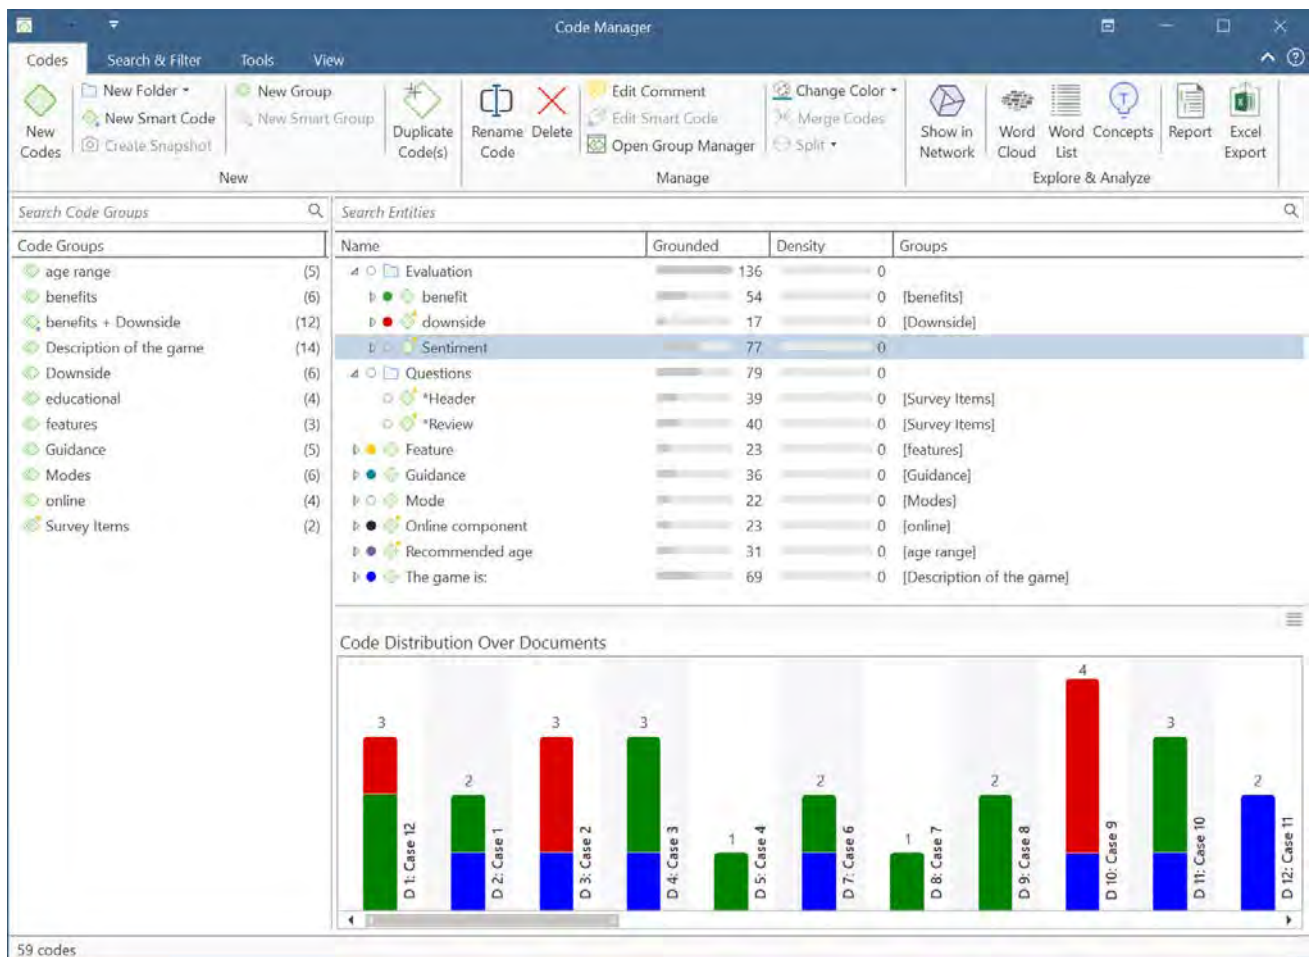 Code Manager
Codes Search & Filter Tools View
New Codes
New Folder
New Smart Code
Create Snapshot
New Group
New Smart Group
Duplicate Code(s)
New
Rename Code
Delete
Edit Comment
Edit Smart Code
Open Group Manager
Change Color
Merge Codes
Split
Manage
Show in Network
Word Cloud
Word List
Concepts
Report
Excel Export
Explore & Analyze
Search Code Groups
Code Groups
age range (5)
benefits (6)
benefits + Downside (12)
Description of the game (14)
Downside (6)
educational (4)
features (3)
Guidance (5)
Modes (6)
online (4)
Survey Items (2)
Search Entities
Name Grounded Density Groups
Evaluation 136 0
benefit 54 0 [benefits]
downside 17 0 [Downside]
Sentiment 77 0
Questions 79 0
*Header 39 0 [Survey Items]
*Review 40 0 [Survey Items]
Feature 23 0 [features]
Guidance 36 0 [Guidance]
Mode 22 0 [Modes]
Online component 23 0 [online]
Recommended age 31 0 [age range]
The game is: 69 0 [Description of the game]
Code Distribution Over Documents
3 D 1: Case 12
2 D 2: Case 1
3 D 3: Case 2
3 D 4: Case 3
1 D 5: Case 4
2 D 7: Case 6
1 D 8: Case 7
2 D 9: Case 8
4 D 10: Case 9
3 D 11: Case 10
2 D 12: Case 11
59 codes